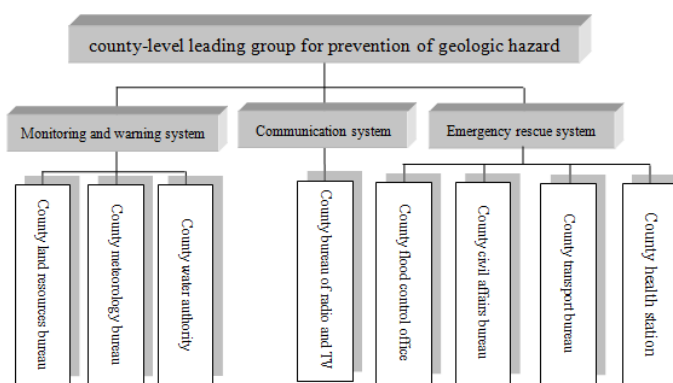 county-level leading group for prevention of geologic hazard
Monitoring and warning system
Communication system
Emergency rescue system
County land resources bureau
County meteorology bureau
County water authority
County bureau of radio and TV
County flood control office
County civil affairs bureau
County transport bureau
County health station